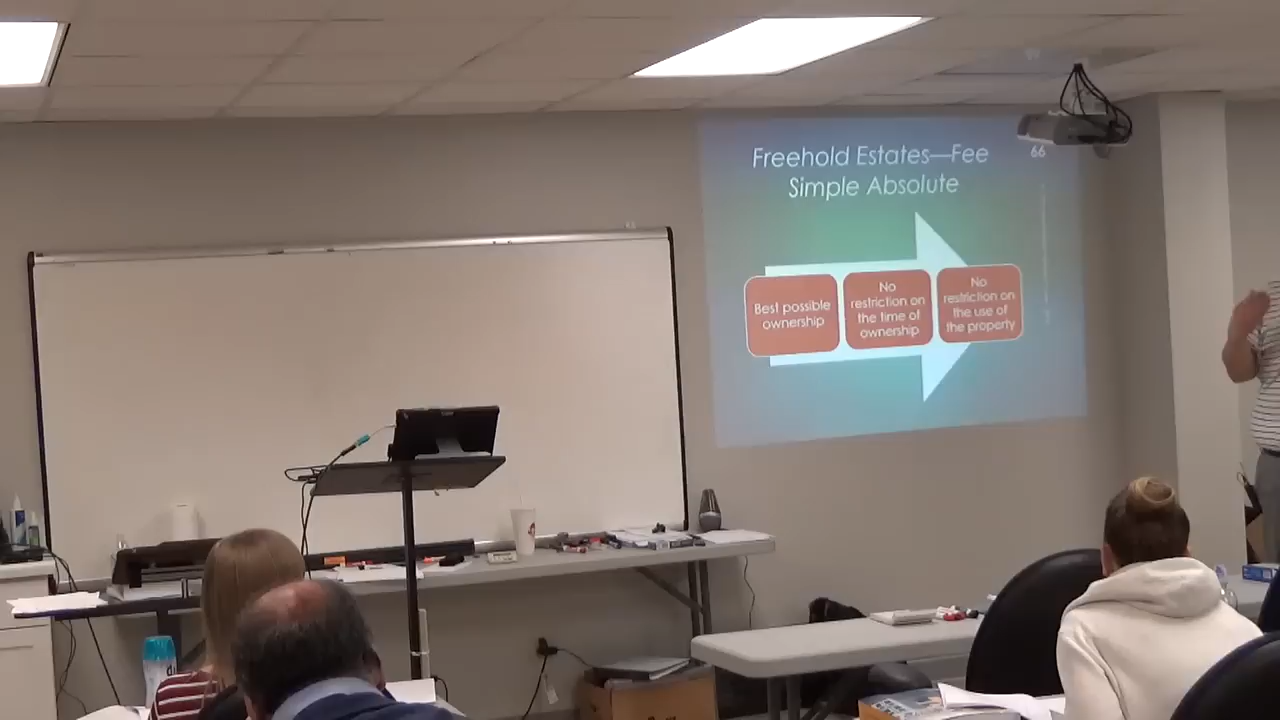 Freehold Estates—Fee
Simple Absolute
66
Best possible
ownership
No
restriction on
the time of
ownership
No
restriction on
the use of
the property